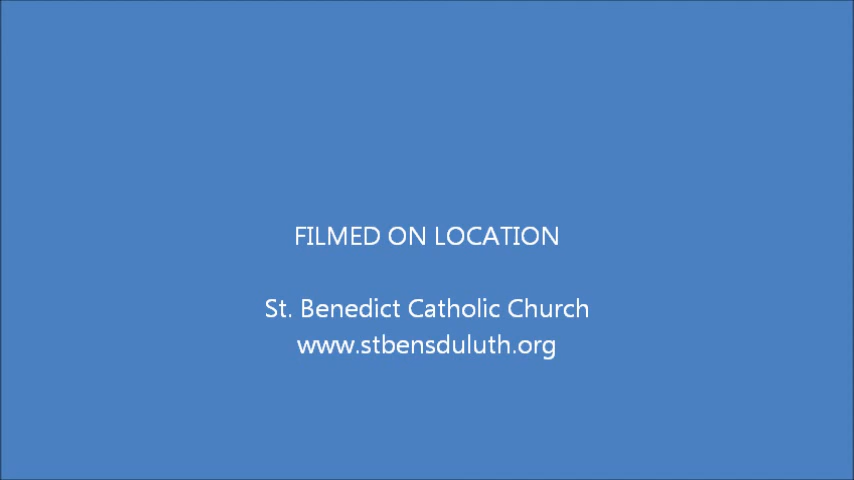 FILMED ON LOCATION
St. Benedict Catholic Church
www.stbensduluth.org